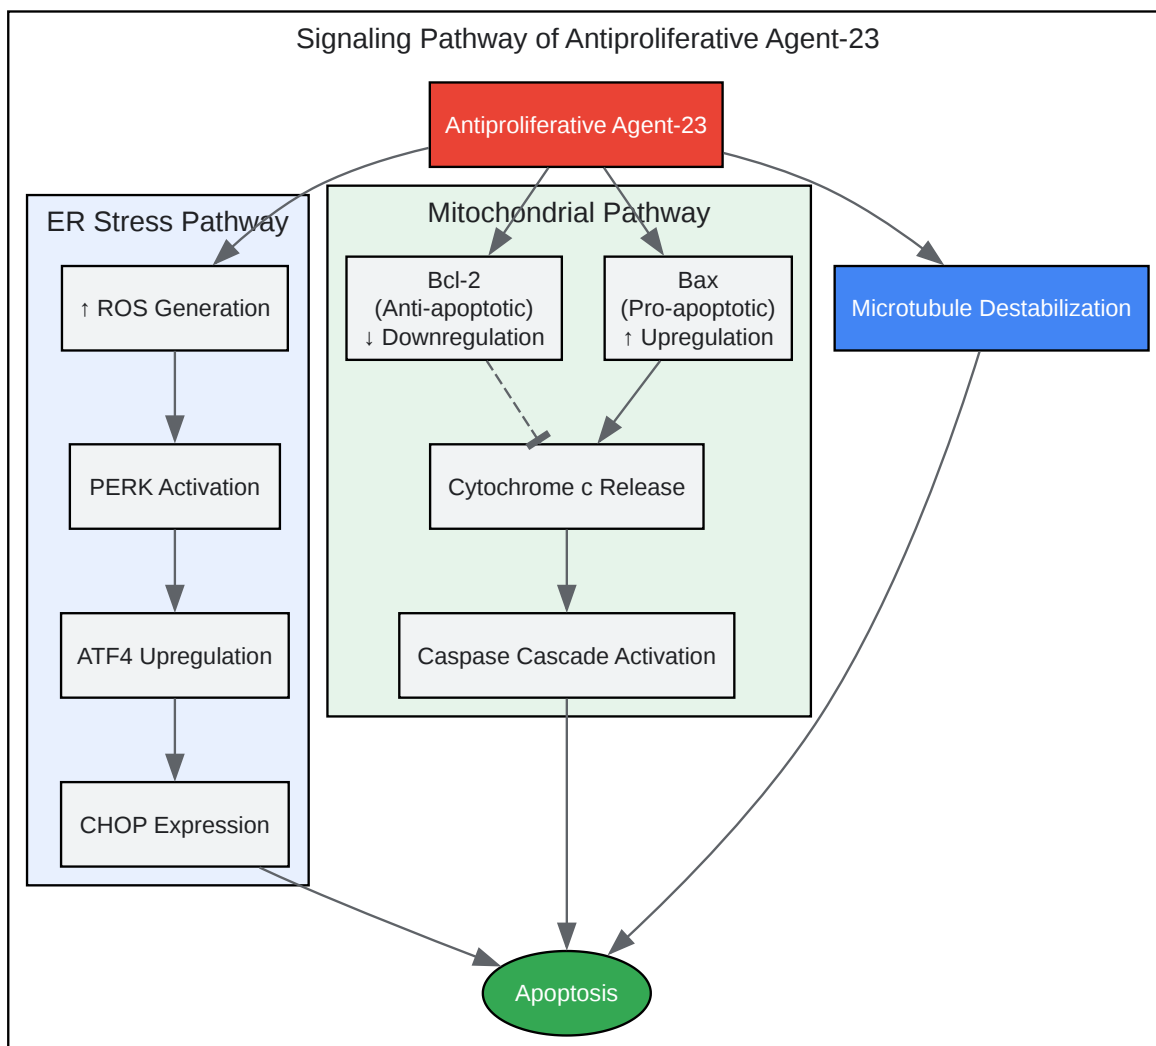 Signaling Pathway of Antiproliferative Agent-23
Antiproliferative Agent-23
ER Stress Pathway
↑ ROS Generation
PERK Activation
ATF4 Upregulation
CHOP Expression
Mitochondrial Pathway
Bcl-2
(Anti-apoptotic)
↓ Downregulation
Bax
(Pro-apoptotic)
↑ Upregulation
Cytochrome c Release
Caspase Cascade Activation
Microtubule Destabilization
Apoptosis